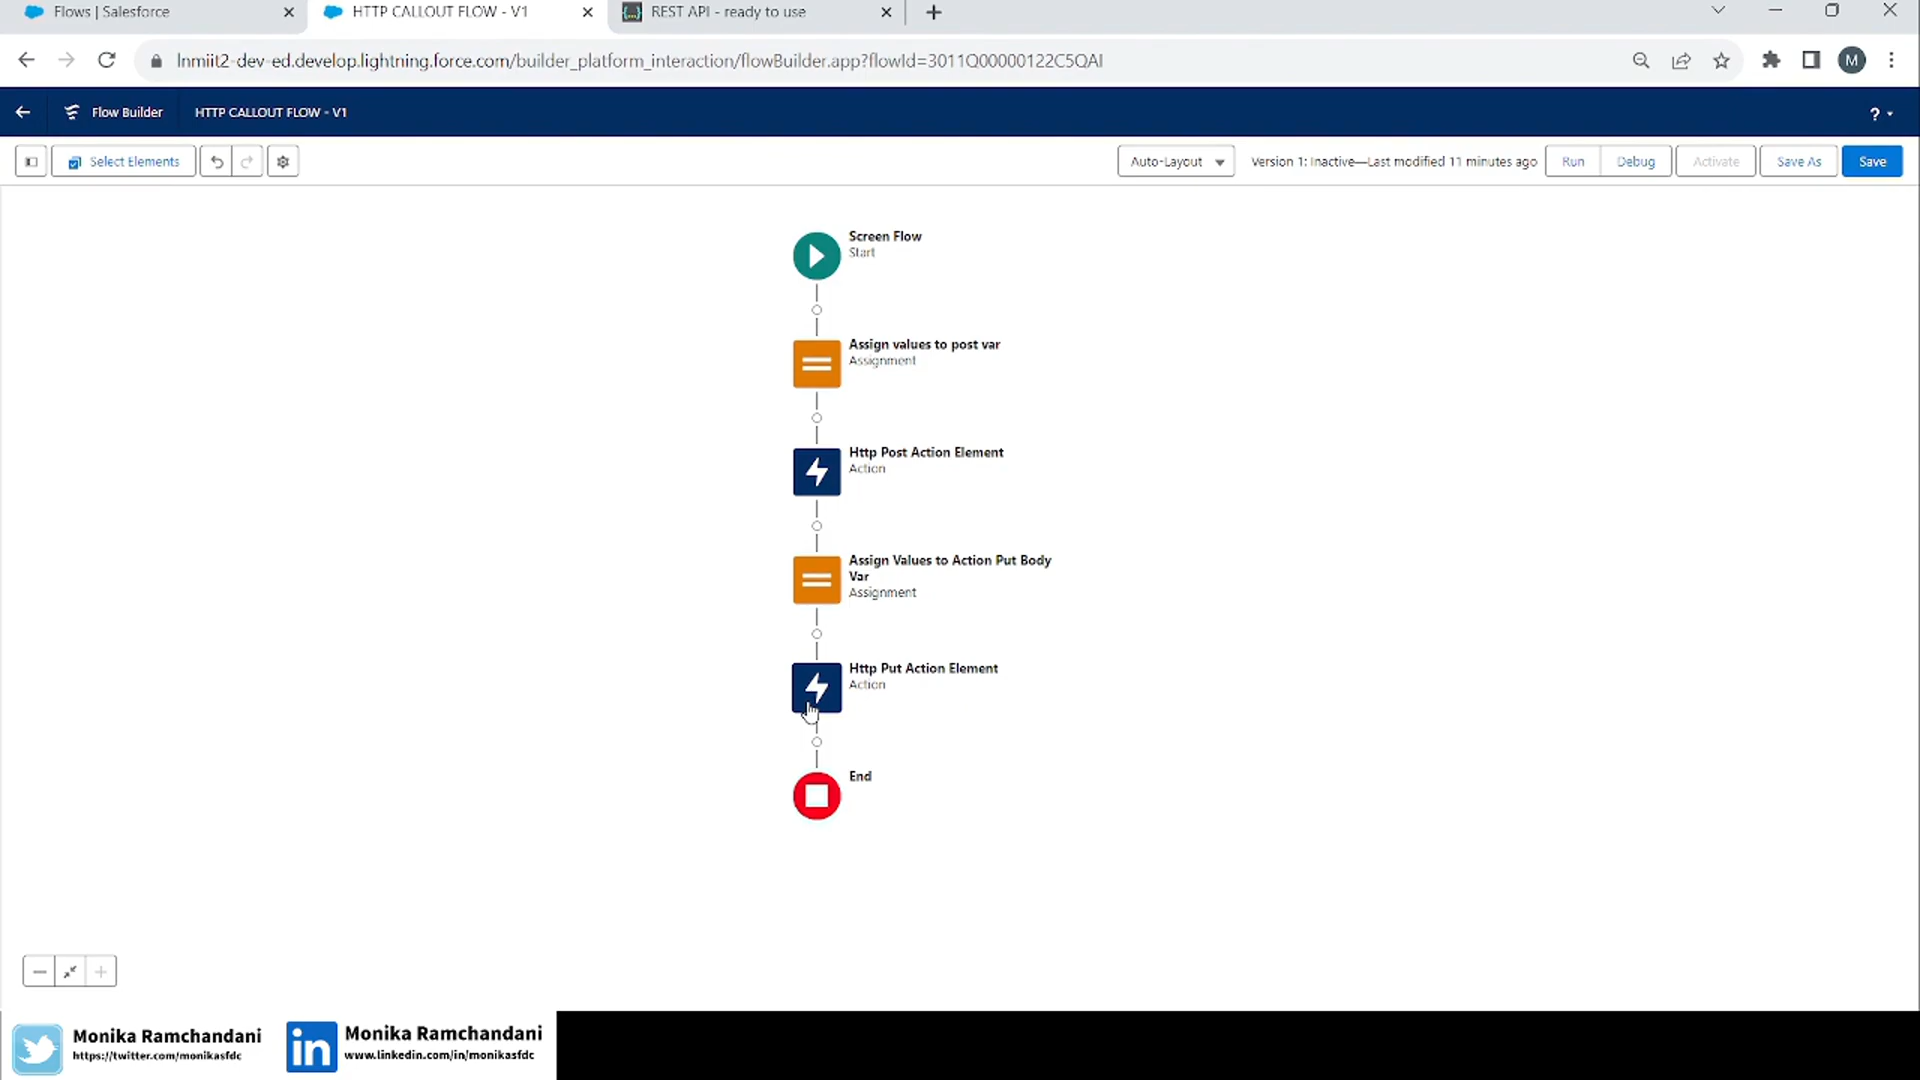 Flows | Salesforce
HTTP CALLOUT FLOW - V1
REST API - ready to use
lnmiit2-dev-ed.develop.lightning.force.com/builder_platform_interaction/flowBuilder.app?flowId=3011Q00000122C5QAI
M
Flow Builder
HTTP CALLOUT FLOW - V1
?
Select Elements
Auto-Layout
Version 1: Inactive—Last modified 11 minutes ago
Run
Debug
Activate
Save As
Save
Screen Flow
Start
Assign values to post var
Assignment
Http Post Action Element
Action
Assign Values to Action Put Body
Var
Assignment
Http Put Action Element
Action
End
Monika Ramchandani
https://twitter.com/monikasfdc
in
Monika Ramchandani
www.linkedin.com/in/monikasfdc